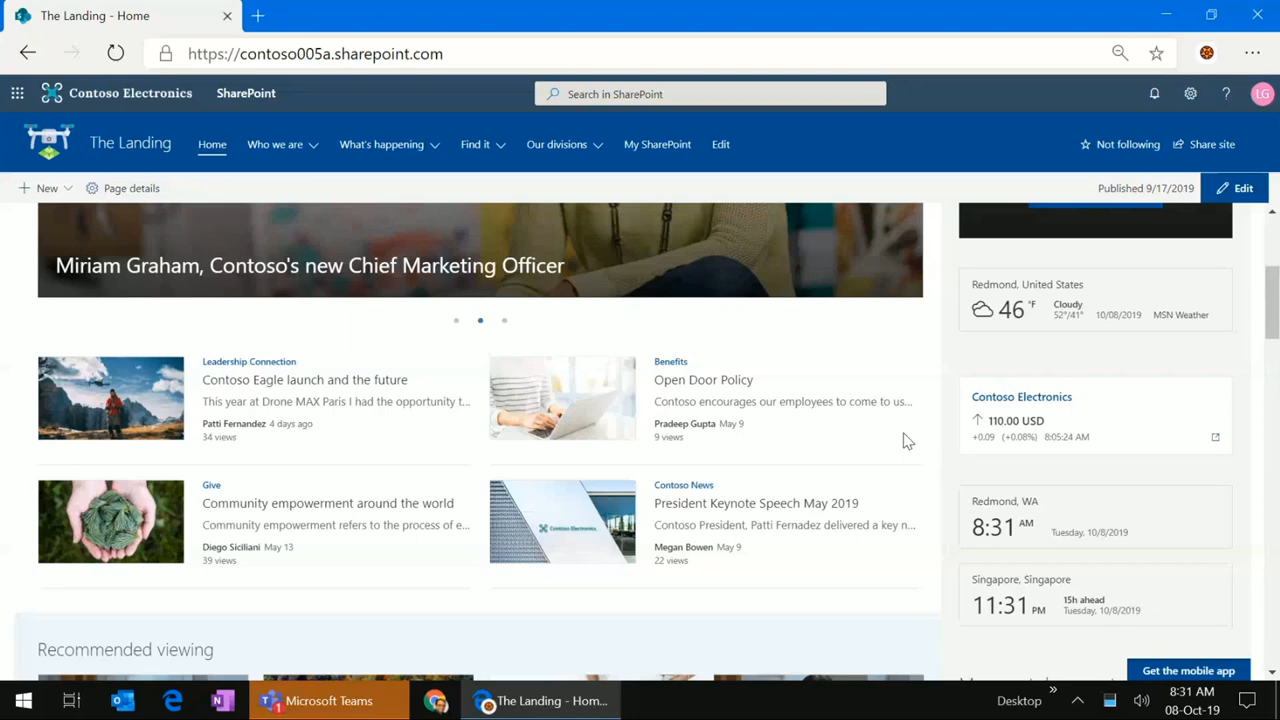 The Landing - Home
https://contoso005a.sharepoint.com
Contoso Electronics
SharePoint
Search in SharePoint
LG
The Landing
Home
Who we are
What's happening
Find it
Our divisions
My SharePoint
Edit
Not following
Share site
New
Page details
Published 9/17/2019
Edit
Miriam Graham, Contoso's new Chief Marketing Officer
Leadership Connection
Contoso Eagle launch and the future
This year at Drone MAX Paris I had the opportunity t...
Patti Fernandez 4 days ago
34 views
Benefits
Open Door Policy
Contoso encourages our employees to come to us...
Pradeep Gupta May 9
9 views
Give
Community empowerment around the world
Community empowerment refers to the process of e...
Diego Siciliani May 13
39 views
Contoso Electronics
Contoso News
President Keynote Speech May 2019
Contoso President, Patti Fernadez delivered a key n...
Megan Bowen May 9
22 views
Redmond, United States
46 °F
Cloudy
52°/41°
10/08/2019
MSN Weather
Contoso Electronics
110.00 USD
+0.09 (+0.08%) 8:05:24 AM
Redmond, WA
8:31 AM
Tuesday, 10/8/2019
Singapore, Singapore
11:31 PM
15h ahead
Tuesday, 10/8/2019
Recommended viewing
Get the mobile app
Microsoft Teams
The Landing - Hom...
Desktop
8:31 AM
08-Oct-19